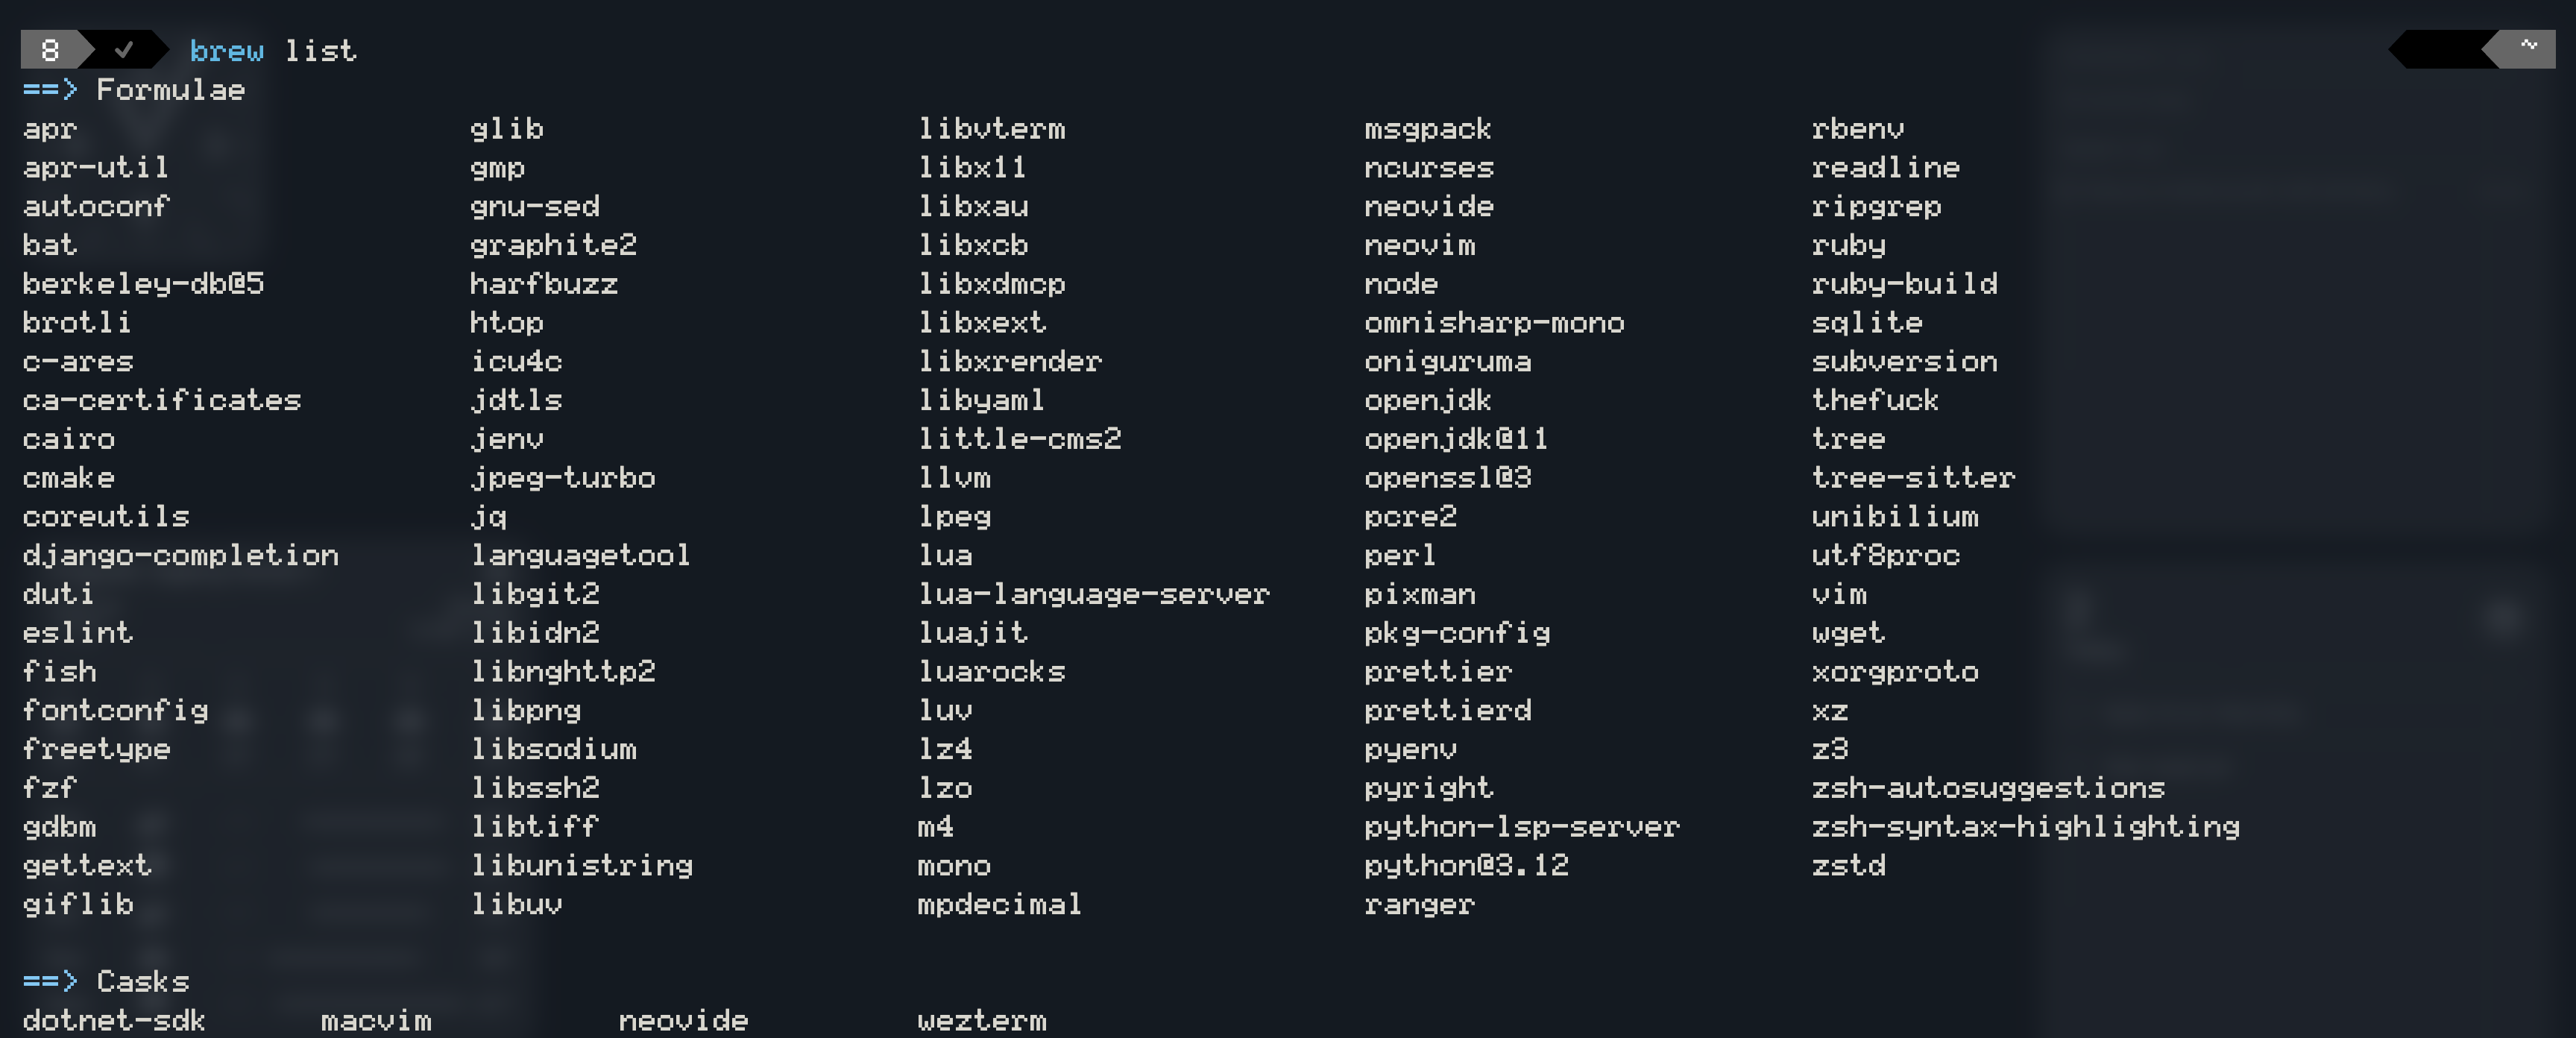 8 ✓ brew list ~
==> Formulae
apr glib libvterm msgpack rbenv
apr-util gmp libx11 ncurses readline
autoconf gnu-sed libxau neovide ripgrep
bat graphite2 libxcb neovim ruby
berkeley-db@5 harfbuzz libxdmcp node ruby-build
brotli htop libxext omnisharp-mono sqlite
c-ares icu4c libxrender oniguruma subversion
ca-certificates jdtls libyaml openjdk thefuck
cairo jenv little-cms2 openjdk@11 tree
cmake jpeg-turbo llvm openssl@3 tree-sitter
coreutils jq lpeg pcre2 unibilium
django-completion languagetool lua perl utf8proc
duti libgit2 lua-language-server pixman vim
eslint libidn2 luajit pkg-config wget
fish libnghttp2 luarocks prettier xorgproto
fontconfig libpng luv prettierd xz
freetype libsodium lz4 pyenv z3
fzf libssh2 lzo pyright zsh-autosuggestions
gdbm libtiff m4 python-lsp-server zsh-syntax-highlighting
gettext libunistring mono python@3.12 zstd
giflib libuv mpdecimal ranger
==> Casks
dotnet-sdk macvim neovide wezterm